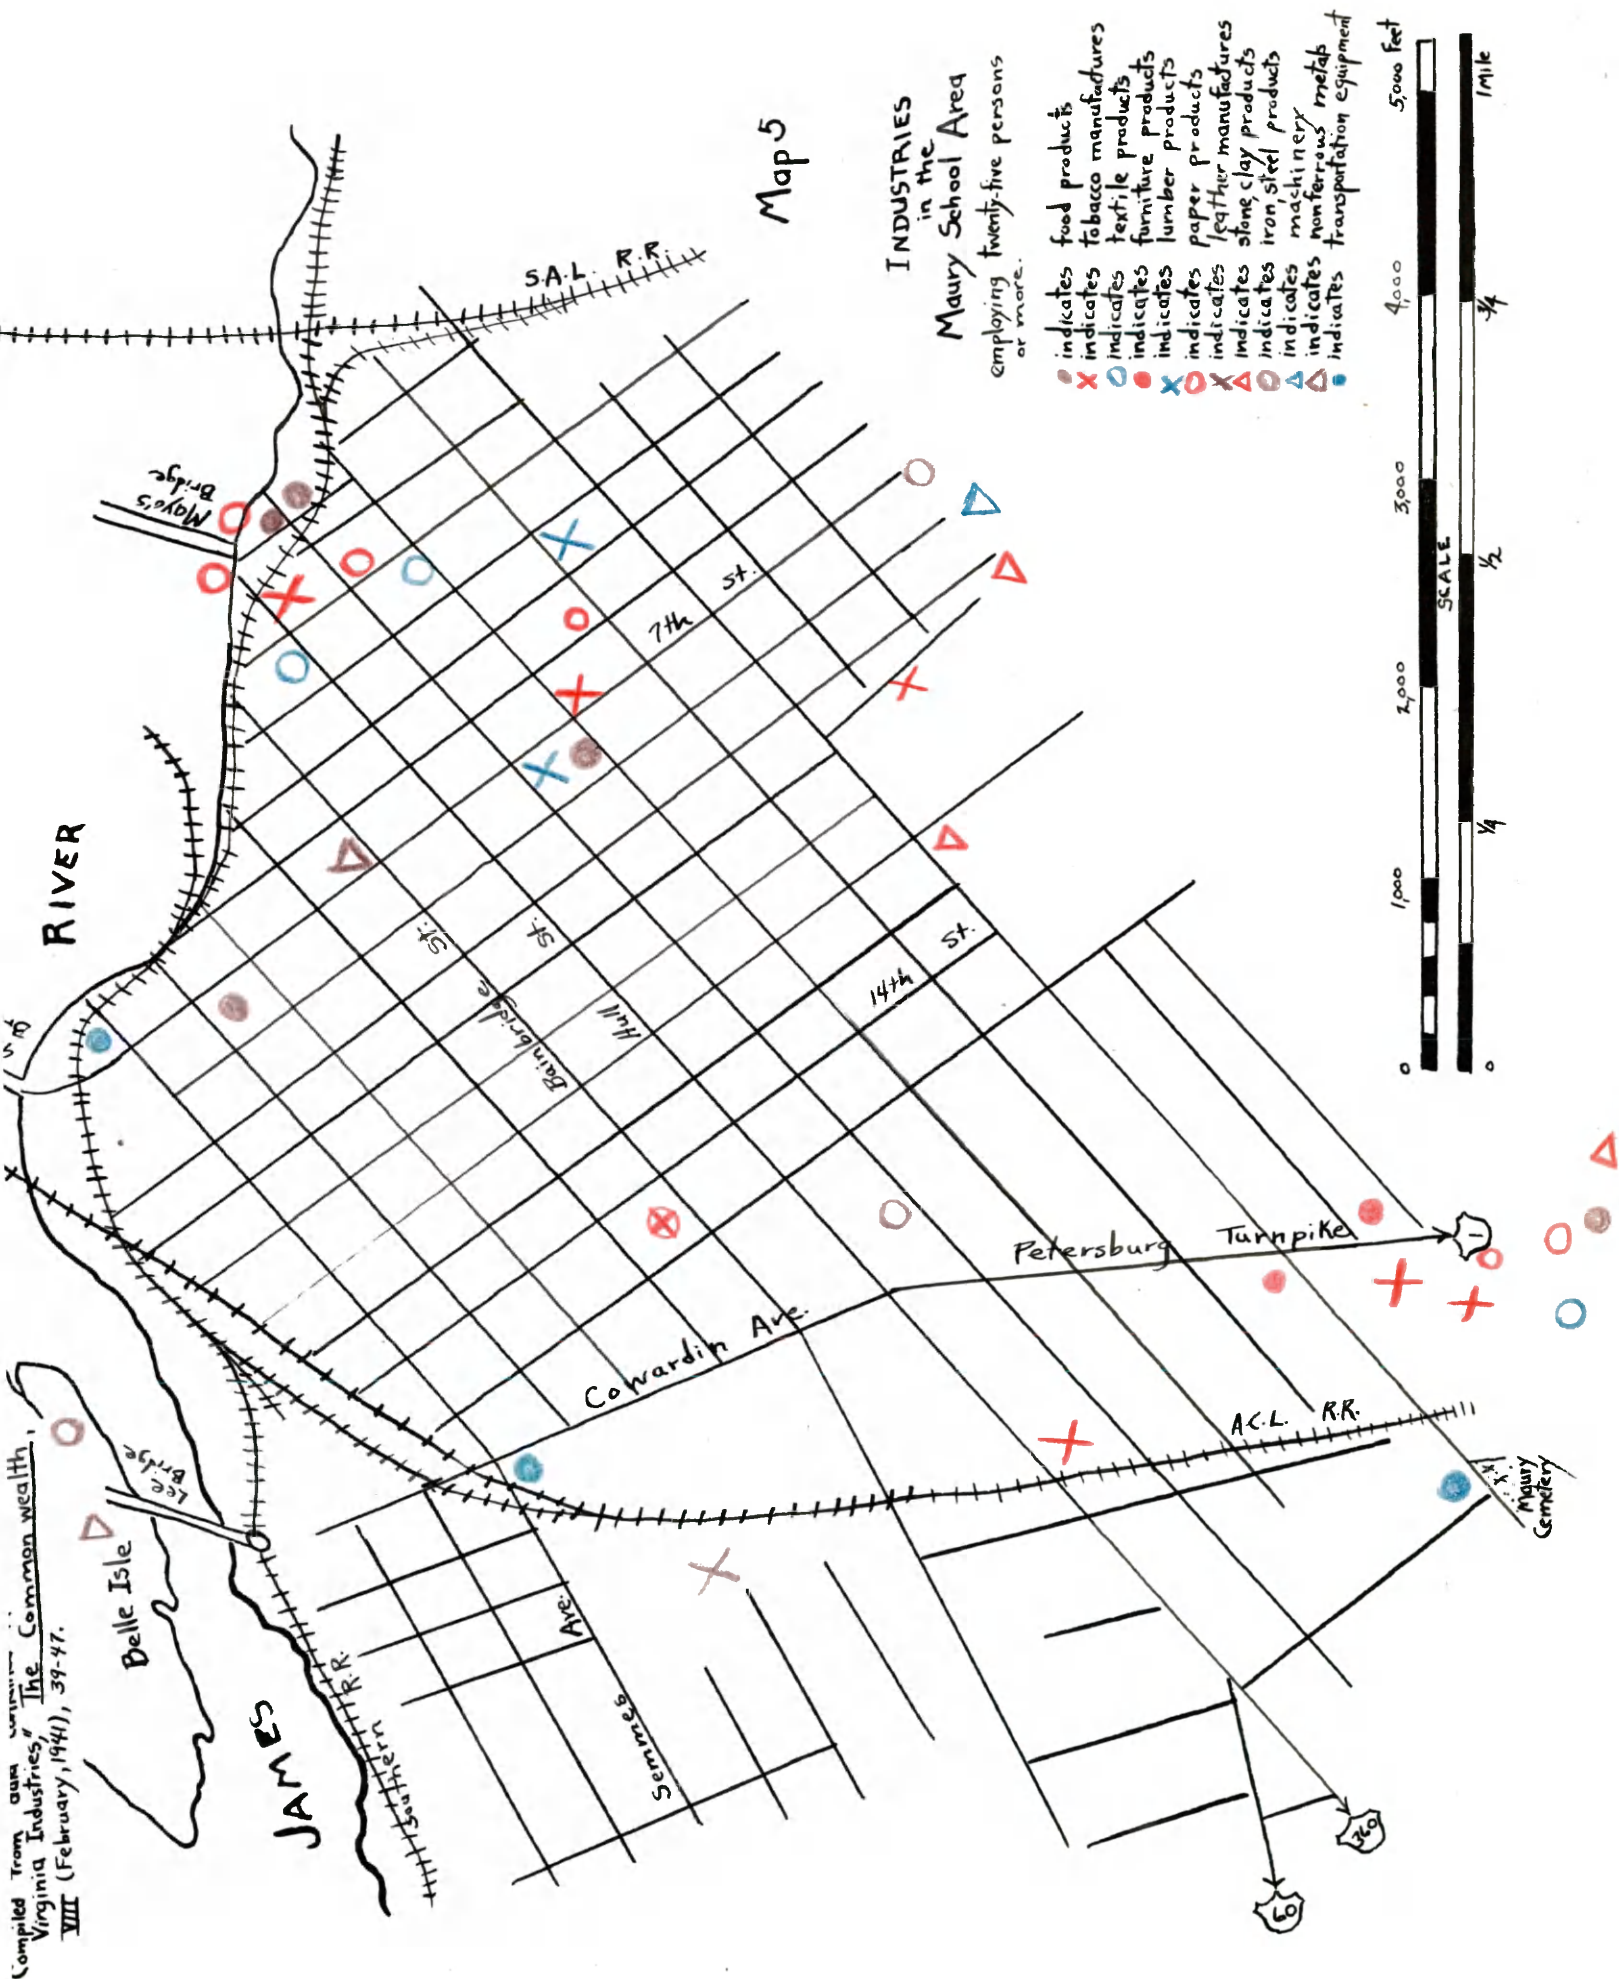 Map 5
INDUSTRIES
in the
Maury School Area
employing twenty-five persons
or more.
indicates food products
indicates tobacco manufactures
indicates textile products
indicates furniture products
indicates lumber products
indicates paper products
indicates leather manufactures
indicates stone, clay products
indicates iron, steel products
indicates machinery
indicates nonferrous metals
indicates transportation equipment
0 1,000 2,000 3,000 4,000 5,000 Feet
SCALE
0 1/4 1/2 3/4 1 Mile
S.A.L. R.R.
Mayo's
Bridge
RIVER
7th St.
Bainbridge St.
Hull St.
14th St.
Cowardin Ave.
Petersburg Turnpike
1
A.C.L. R.R.
Maury
Cemetery
Lee
Bridge
Belle Isle
JAMES
Southern R.R.
Semmes Ave.
360
60
Compiled from
Virginia Industries," The Commonwealth,
VIII (February, 1941), 39-47.